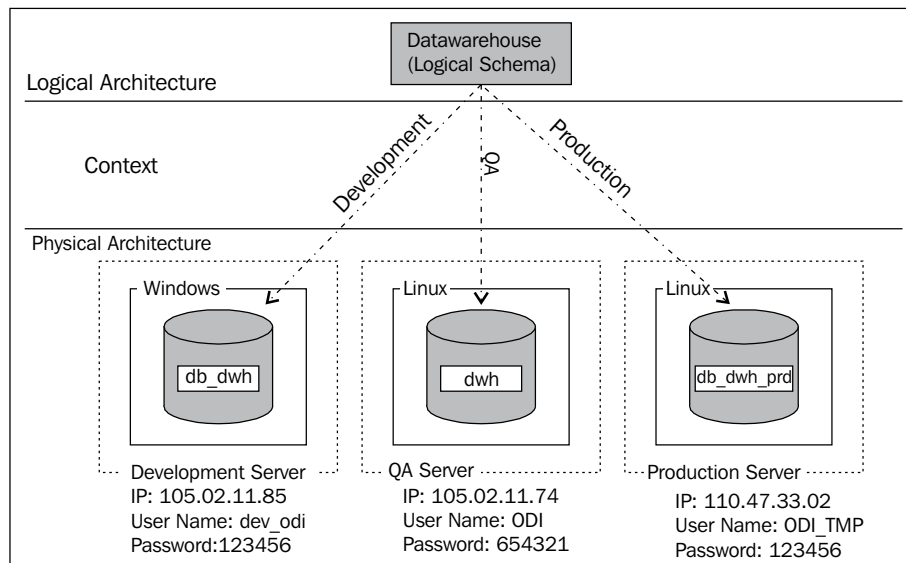 Datawarehouse
(Logical Schema)
Logical Architecture
Context
Development
QA
Production
Physical Architecture
Windows
Linux
Linux
db_dwh
dwh
db_dwh_prd
Development Server
IP: 105.02.11.85
User Name: dev_odi
Password:123456
QA Server
IP: 105.02.11.74
User Name: ODI
Password: 654321
Production Server
IP: 110.47.33.02
User Name: ODI_TMP
Password: 123456